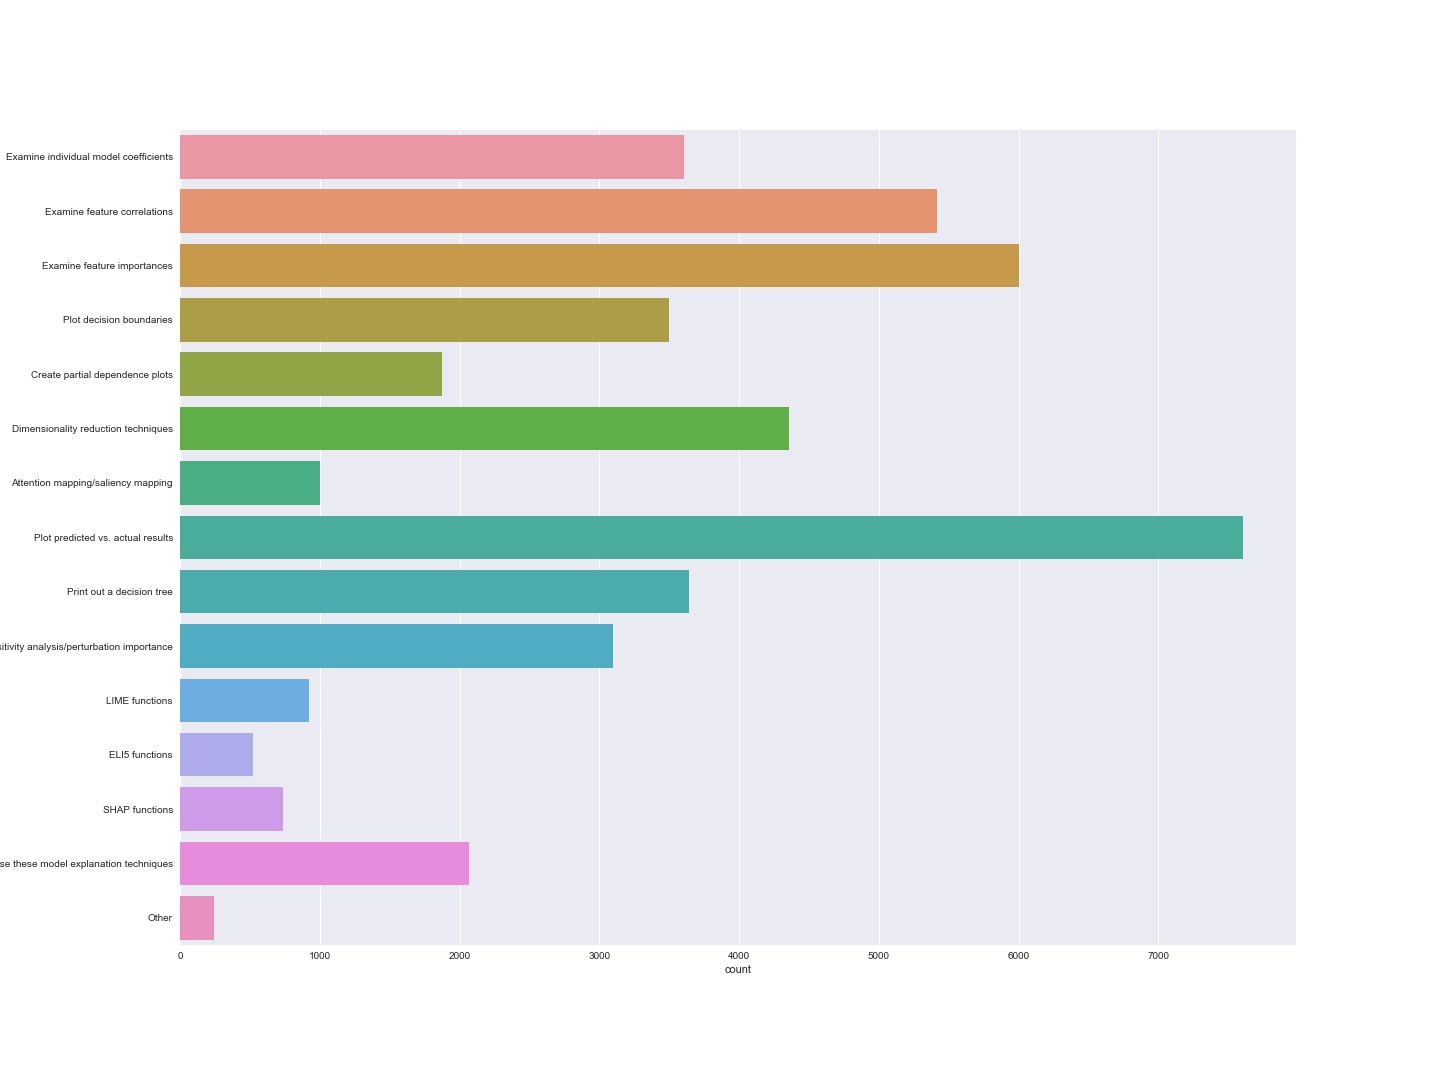 Examine individual model coefficients
Examine feature correlations
Examine feature importances
Plot decision boundaries
Create partial dependence plots
Dimensionality reduction techniques
Attention mapping/saliency mapping
Plot predicted vs. actual results
Print out a decision tree
analysis/perturbation importance
LIME functions
ELI5 functions
SHAP functions
these model explanation techniques
Other
0 1000 2000 3000 4000 5000 6000 7000
count